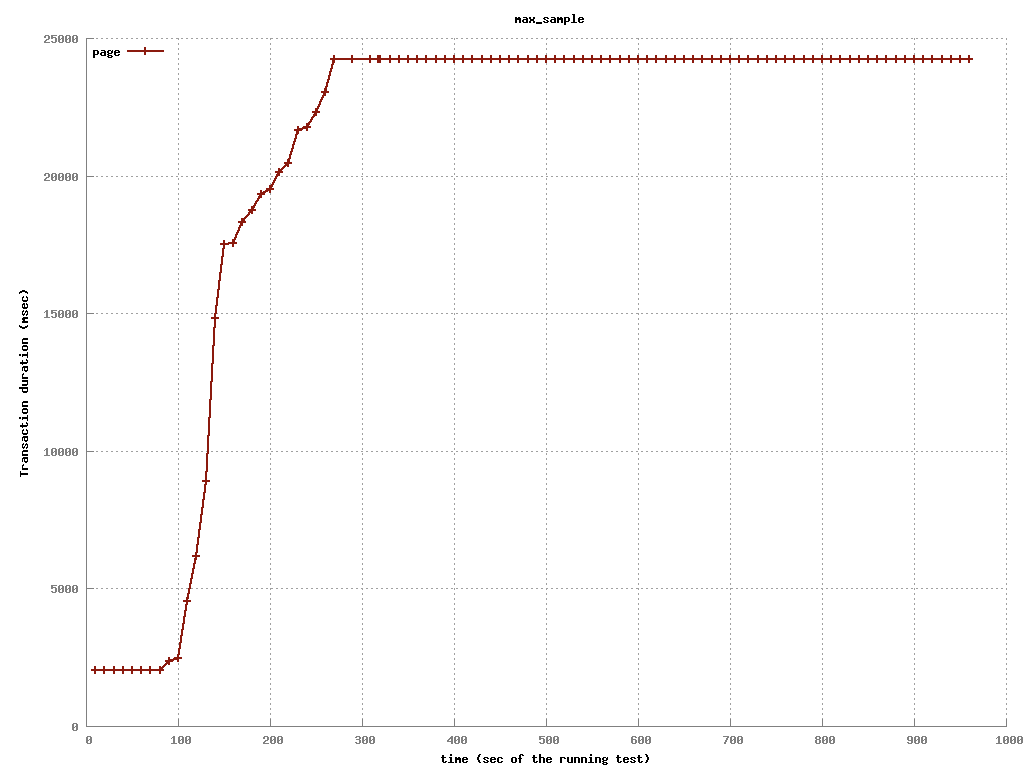 max_sample
25000
page
20000
15000
10000
5000
0
Transaction duration (msec)
0 100 200 300 400 500 600 700 800 900 1000
time (sec of the running test)